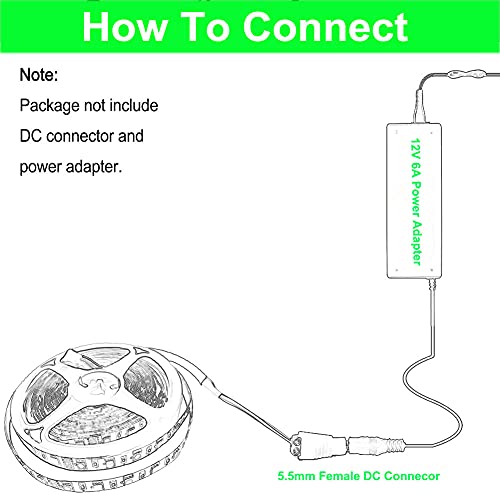 How To Connect
Note:
Package not include
DC connector and
power adapter.
12V 6A Power Adapter
5.5mm Female DC Connecor